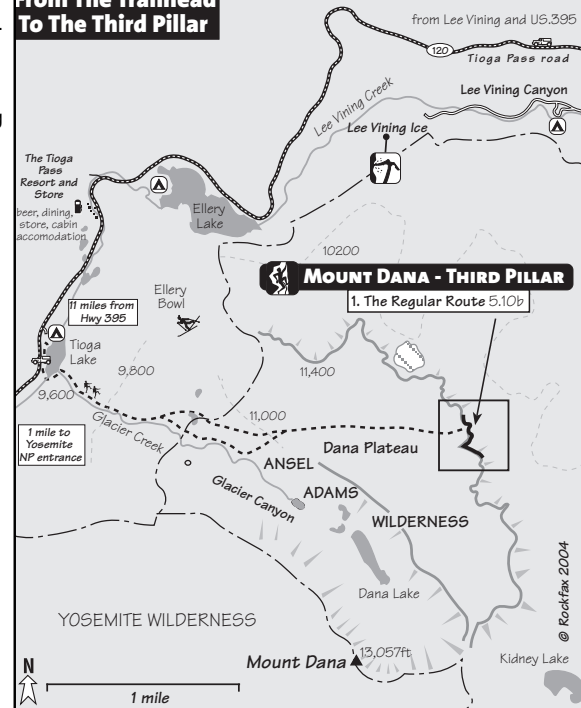 From The Trailhead
To The Third Pillar
from Lee Vining and US.395
120
Tioga Pass road
Lee Vining Canyon
Lee Vining Creek
Lee Vining Ice
The Tioga
Pass
Resort and
Store
beer, dining,
store, cabin
accomodation
Ellery
Lake
10200
MOUNT DANA - THIRD PILLAR
1. The Regular Route 5.10b
Ellery
Bowl
11 miles from
Hwy 395
Tioga
Lake
9,800
11,400
9,600
11,000
Glacier Creek
Dana Plateau
1 mile to
Yosemite
NP entrance
ANSEL
ADAMS
WILDERNESS
Glacier Canyon
Dana Lake
YOSEMITE WILDERNESS
© Rockfax 2004
Mount Dana
13,057ft
Kidney Lake
N
1 mile